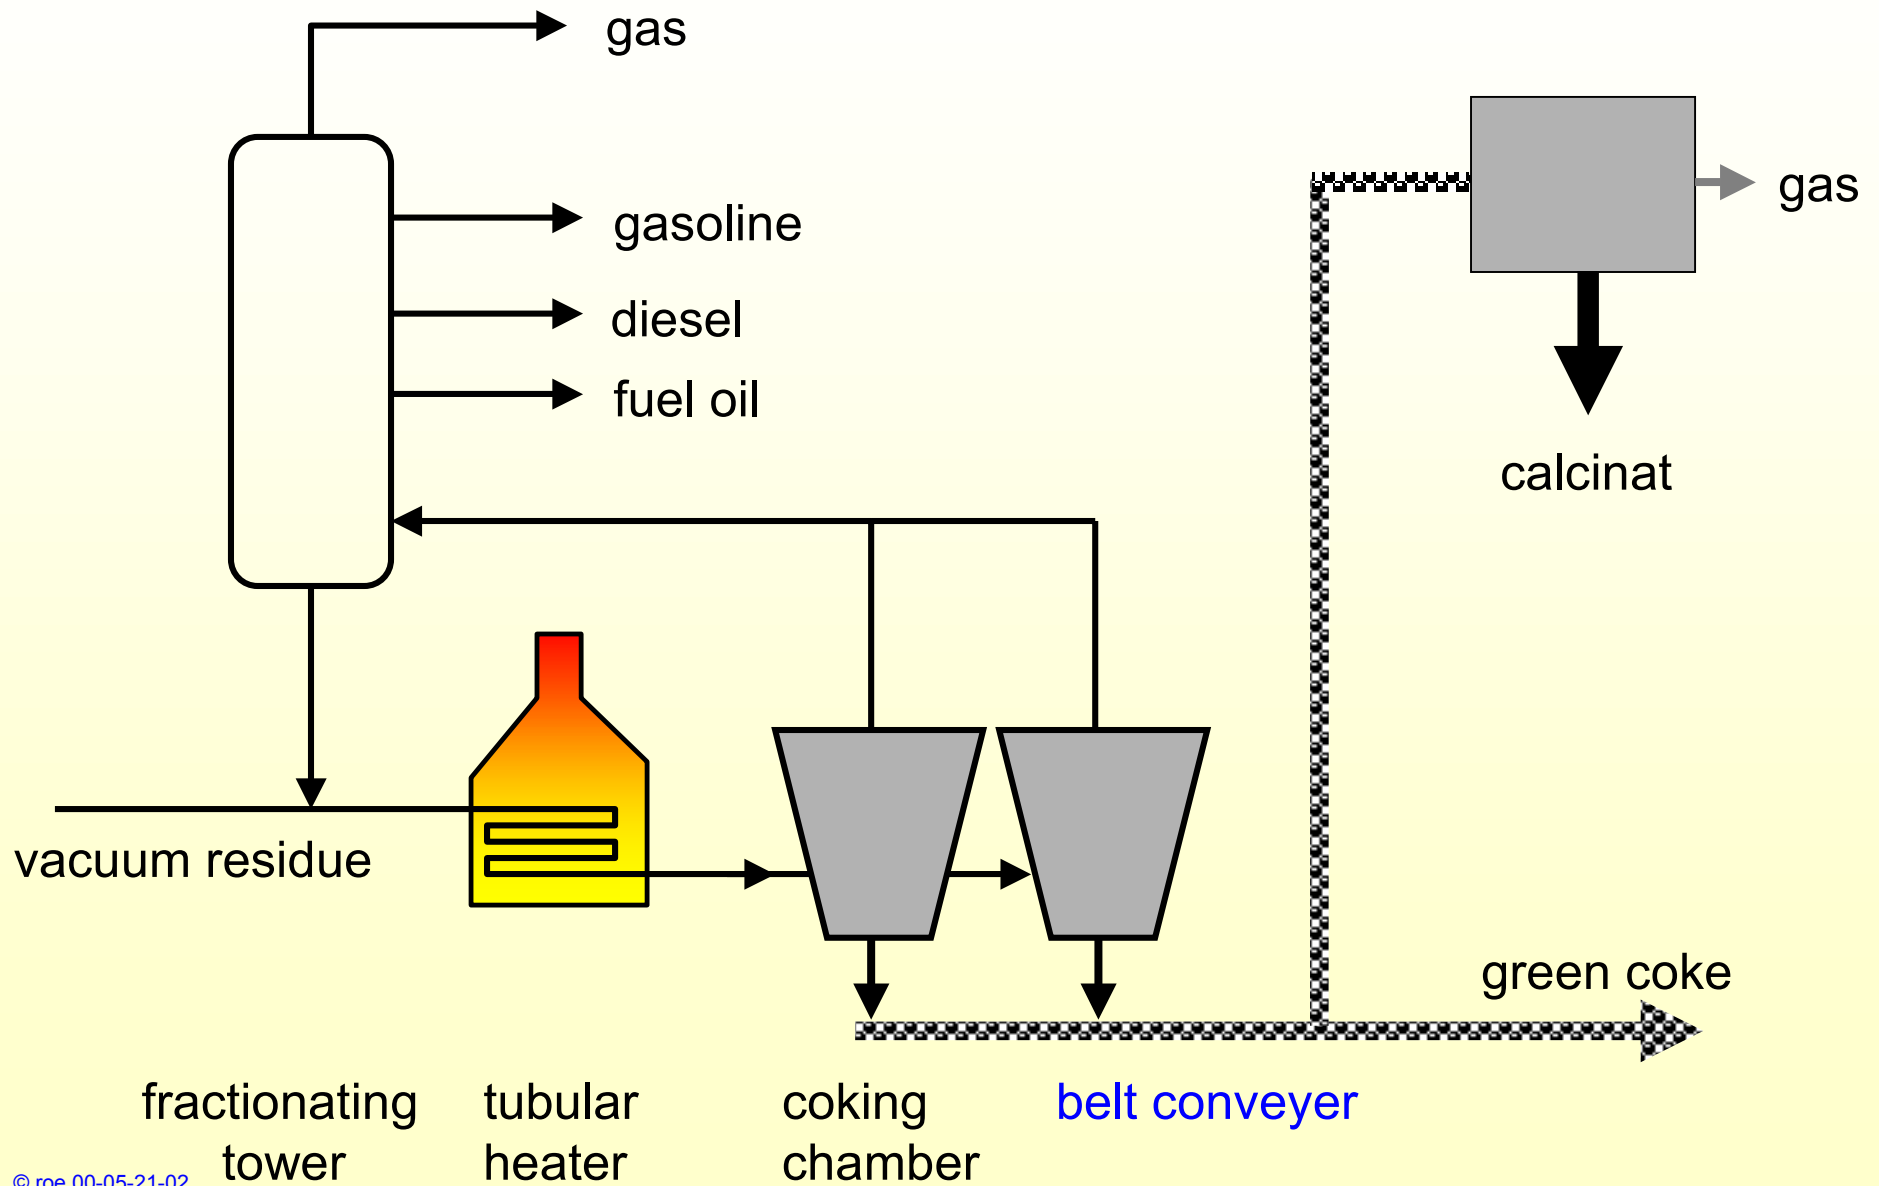 gas
gas
gasoline
diesel
fuel oil
calcinat
vacuum residue
green coke
fractionating
tower
tubular
heater
coking
chamber
belt conveyer
© roe 00-05-21-02